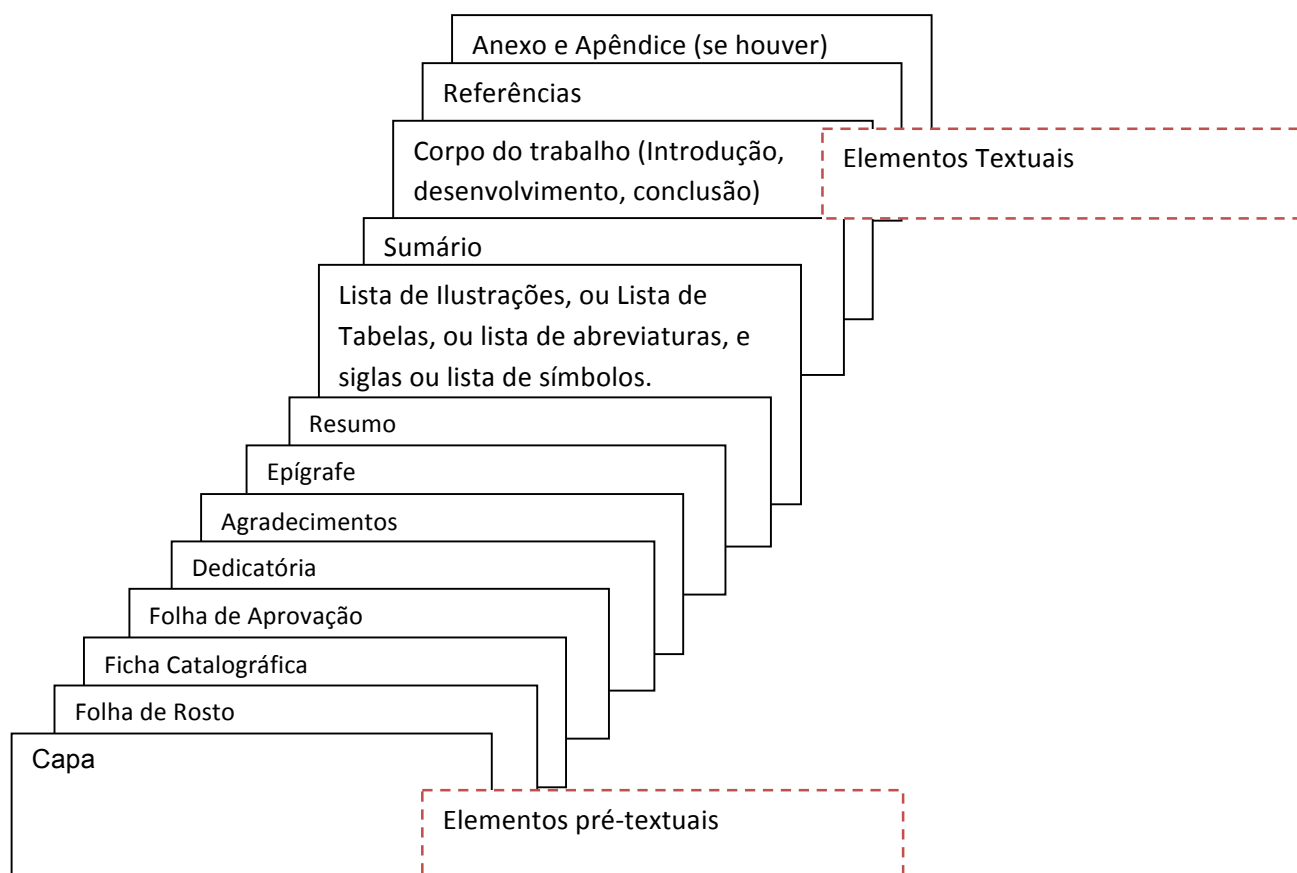 Anexo e Apêndice (se houver)
Referências
Corpo do trabalho (Introdução,
desenvolvimento, conclusão)
Elementos Textuais
Sumário
Lista de Ilustrações, ou Lista de
Tabelas, ou lista de abreviaturas, e
siglas ou lista de símbolos.
Resumo
Epígrafe
Agradecimentos
Dedicatória
Folha de Aprovação
Ficha Catalográfica
Folha de Rosto
Capa
Elementos pré-textuais